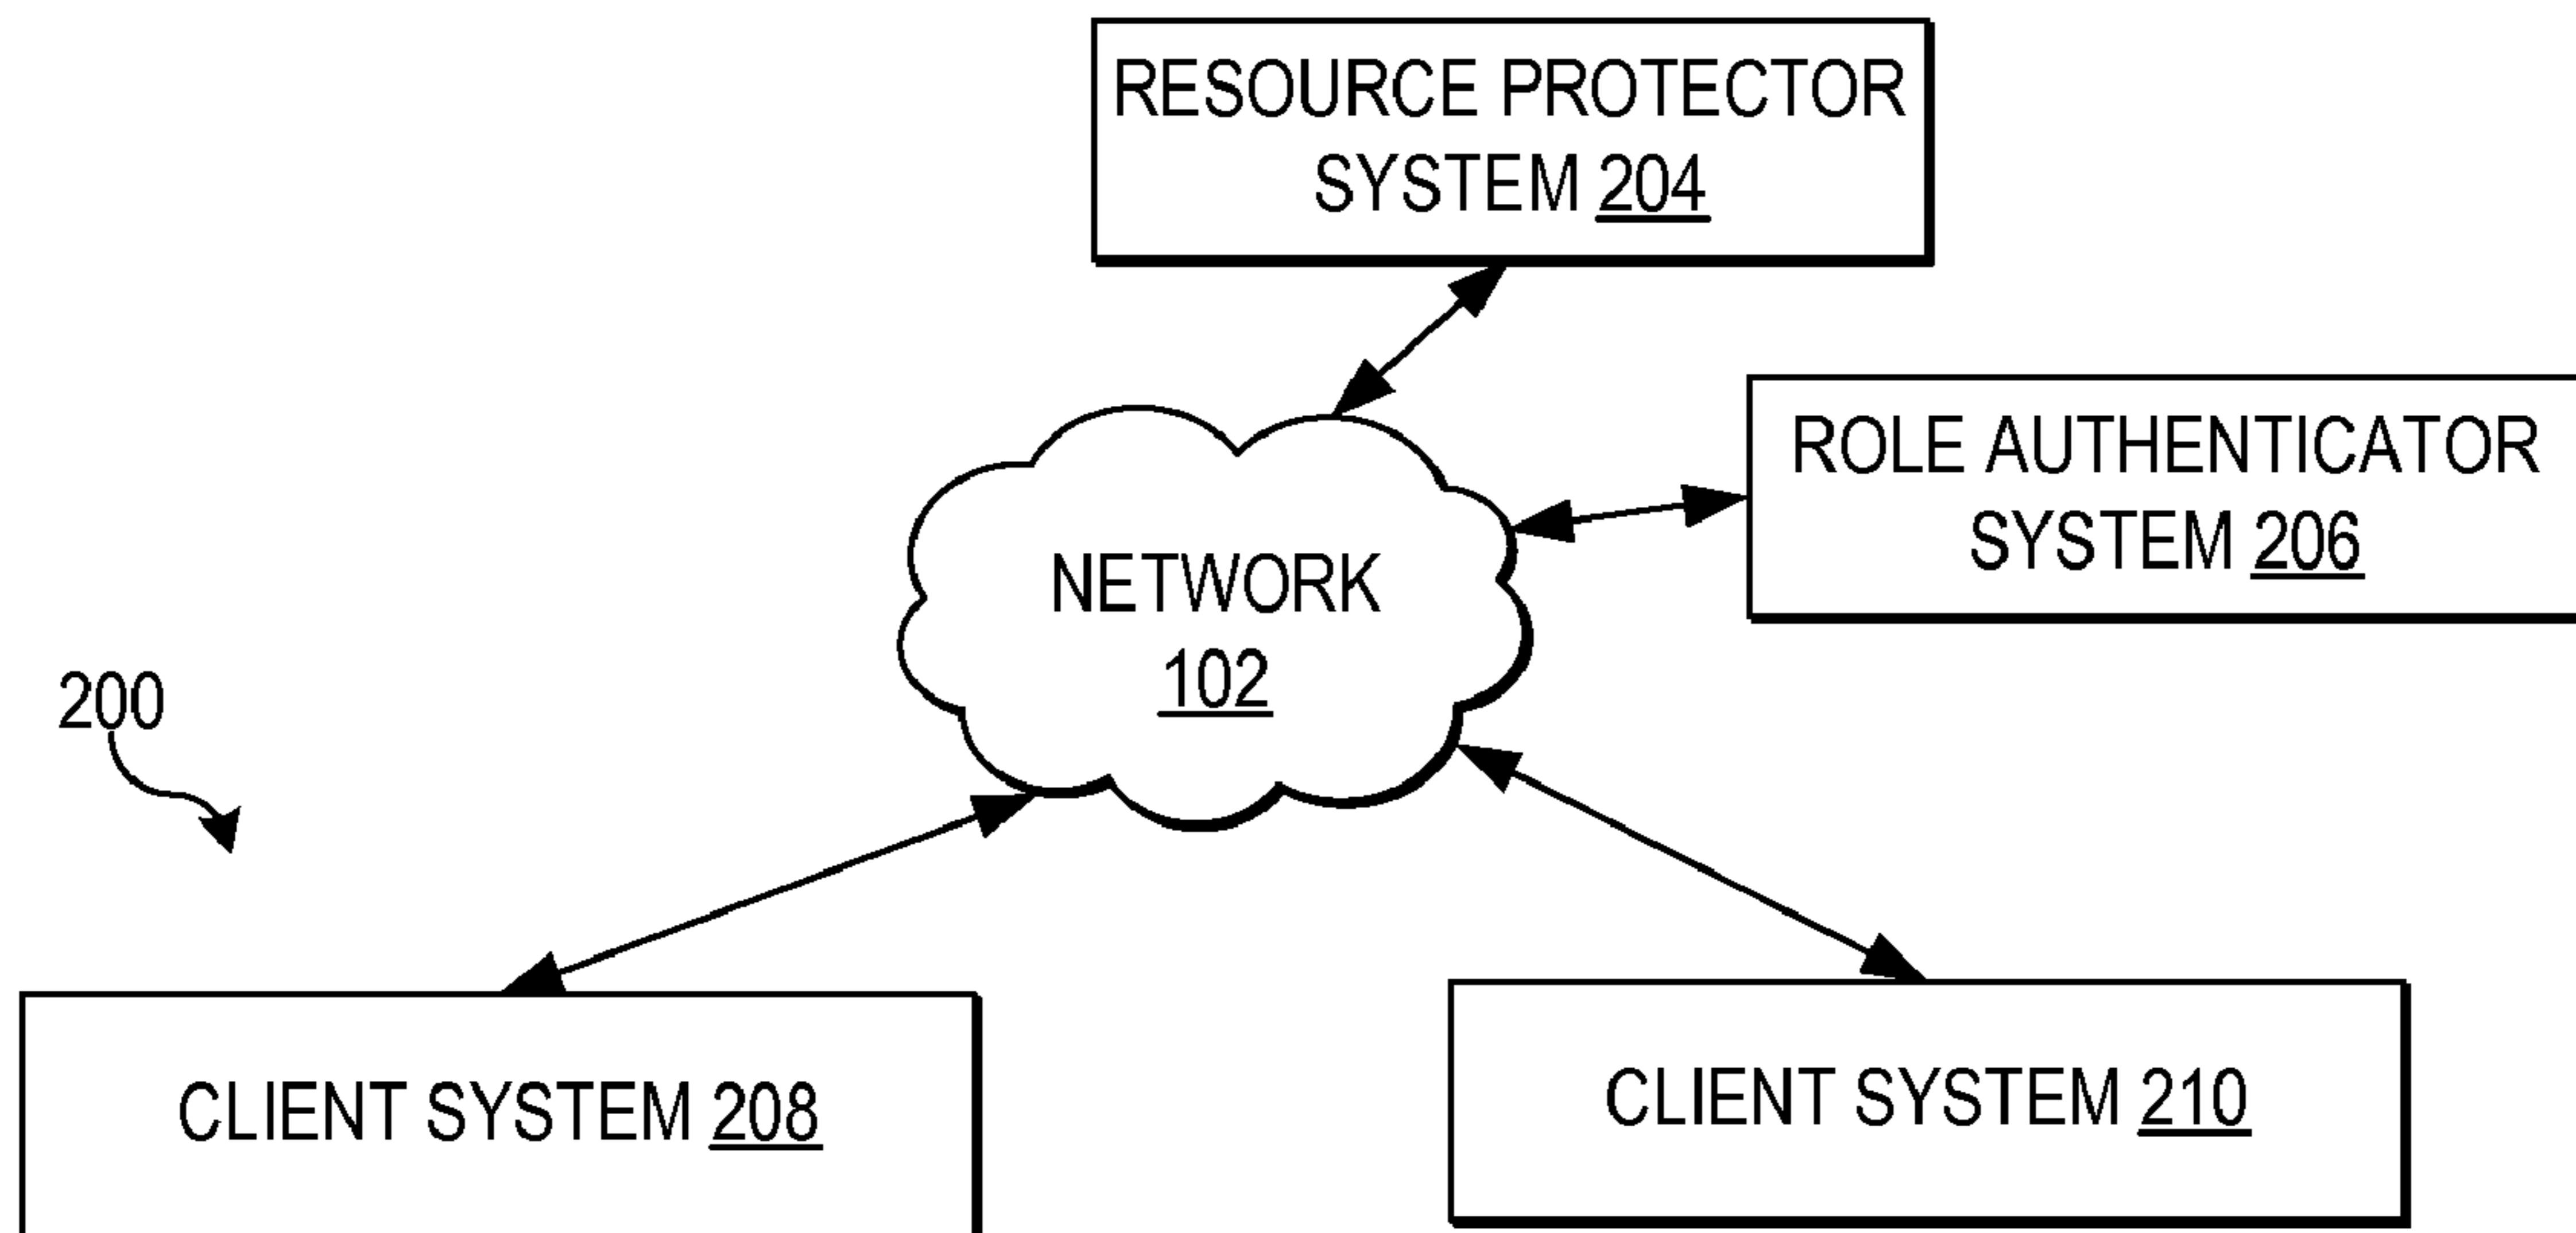 RESOURCE PROTECTOR
SYSTEM 204
ROLE AUTHENTICATOR
SYSTEM 206
NETWORK
102
200
CLIENT SYSTEM 208
CLIENT SYSTEM 210